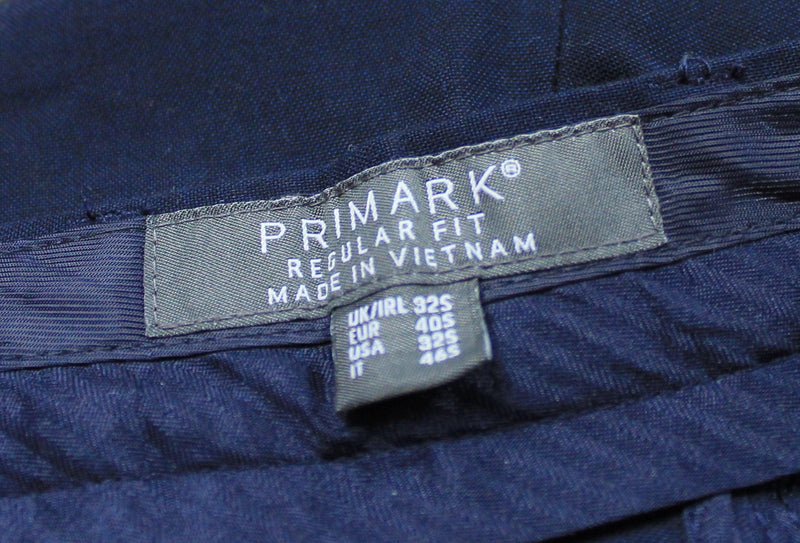 PRIMARK®
REGULAR FIT
MADE IN VIETNAM
UK/IRL 32S
EUR 40S
USA 32S
IT 46S